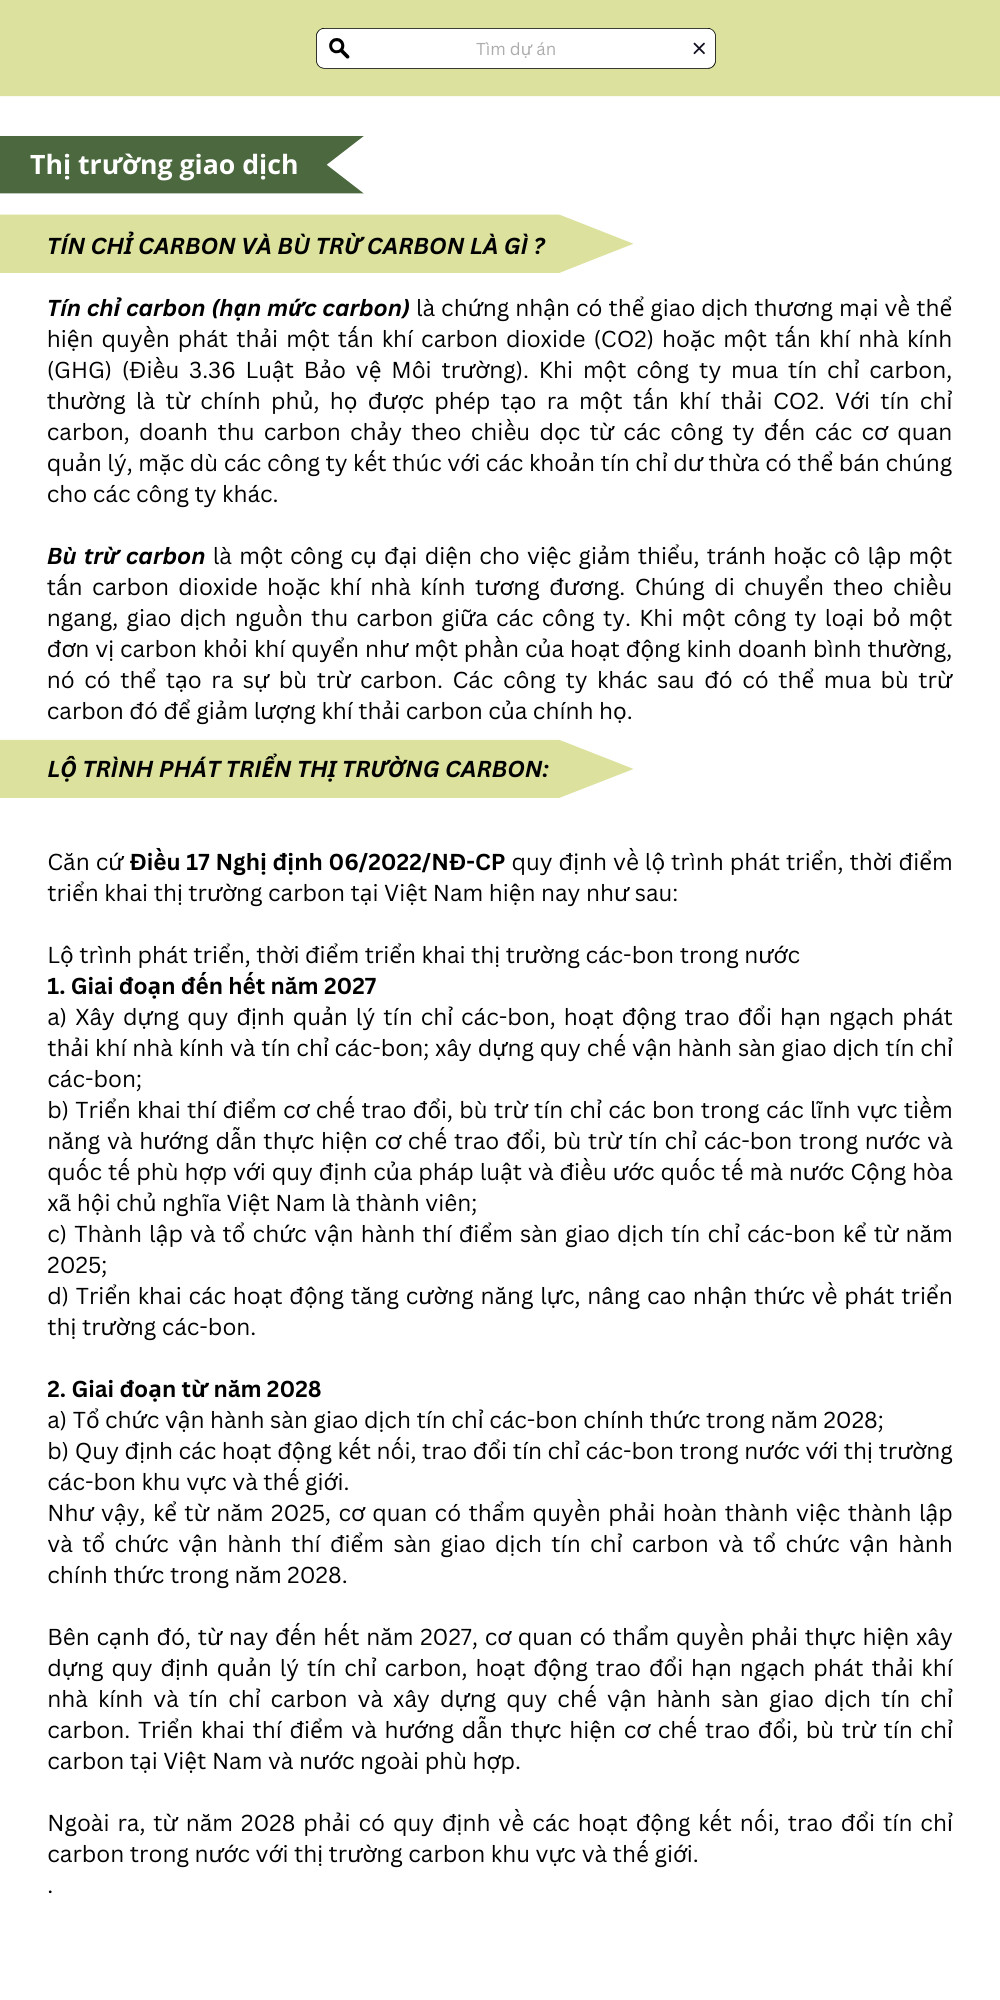 Tìm dự án
Thị trường giao dịch
TÍN CHỈ CARBON VÀ BÙ TRỪ CARBON LÀ GÌ ?
Tín chỉ carbon (hạn mức carbon) là chứng nhận có thể giao dịch thương mại về thể
hiện quyền phát thải một tấn khí carbon dioxide (CO2) hoặc một tấn khí nhà kính
(GHG) (Điều 3.36 Luật Bảo vệ Môi trường). Khi một công ty mua tín chỉ carbon,
thường là từ chính phủ, họ được phép tạo ra một tấn khí thải CO2. Với tín chỉ
carbon, doanh thu carbon chảy theo chiều dọc từ các công ty đến các cơ quan
quản lý, mặc dù các công ty kết thúc với các khoản tín chỉ dư thừa có thể bán chúng
cho các công ty khác.
Bù trừ carbon là một công cụ đại diện cho việc giảm thiểu, tránh hoặc cô lập một
tấn carbon dioxide hoặc khí nhà kính tương đương. Chúng di chuyển theo chiều
ngang, giao dịch nguồn thu carbon giữa các công ty. Khi một công ty loại bỏ một
đơn vị carbon khỏi khí quyển như một phần của hoạt động kinh doanh bình thường,
nó có thể tạo ra sự bù trừ carbon. Các công ty khác sau đó có thể mua bù trừ
carbon đó để giảm lượng khí thải carbon của chính họ.
LỘ TRÌNH PHÁT TRIỂN THỊ TRƯỜNG CARBON:
Căn cứ Điều 17 Nghị định 06/2022/NĐ-CP quy định về lộ trình phát triển, thời điểm
triển khai thị trường carbon tại Việt Nam hiện nay như sau:
Lộ trình phát triển, thời điểm triển khai thị trường các-bon trong nước
1. Giai đoạn đến hết năm 2027
a) Xây dựng quy định quản lý tín chỉ các-bon, hoạt động trao đổi hạn ngạch phát
thải khí nhà kính và tín chỉ các-bon; xây dựng quy chế vận hành sàn giao dịch tín chỉ
các-bon;
b) Triển khai thí điểm cơ chế trao đổi, bù trừ tín chỉ các bon trong các lĩnh vực tiềm
năng và hướng dẫn thực hiện cơ chế trao đổi, bù trừ tín chỉ các-bon trong nước và
quốc tế phù hợp với quy định của pháp luật và điều ước quốc tế mà nước Cộng hòa
xã hội chủ nghĩa Việt Nam là thành viên;
c) Thành lập và tổ chức vận hành thí điểm sàn giao dịch tín chỉ các-bon kể từ năm
2025;
d) Triển khai các hoạt động tăng cường năng lực, nâng cao nhận thức về phát triển
thị trường các-bon.
2. Giai đoạn từ năm 2028
a) Tổ chức vận hành sàn giao dịch tín chỉ các-bon chính thức trong năm 2028;
b) Quy định các hoạt động kết nối, trao đổi tín chỉ các-bon trong nước với thị trường
các-bon khu vực và thế giới.
Như vậy, kể từ năm 2025, cơ quan có thẩm quyền phải hoàn thành việc thành lập
và tổ chức vận hành thí điểm sàn giao dịch tín chỉ carbon và tổ chức vận hành
chính thức trong năm 2028.
Bên cạnh đó, từ nay đến hết năm 2027, cơ quan có thẩm quyền phải thực hiện xây
dựng quy định quản lý tín chỉ carbon, hoạt động trao đổi hạn ngạch phát thải khí
nhà kính và tín chỉ carbon và xây dựng quy chế vận hành sàn giao dịch tín chỉ
carbon. Triển khai thí điểm và hướng dẫn thực hiện cơ chế trao đổi, bù trừ tín chỉ
carbon tại Việt Nam và nước ngoài phù hợp.
Ngoài ra, từ năm 2028 phải có quy định về các hoạt động kết nối, trao đổi tín chỉ
carbon trong nước với thị trường carbon khu vực và thế giới.
.